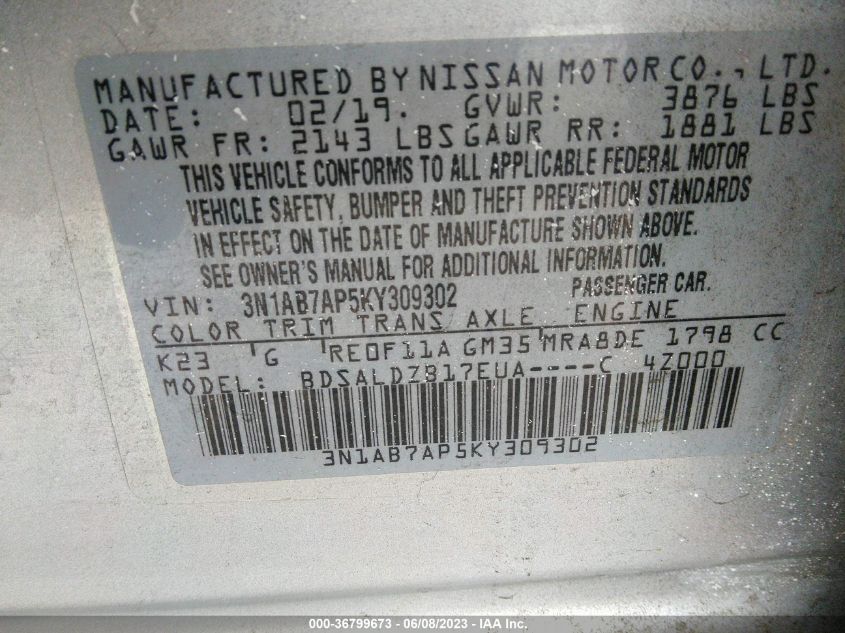 MANUFACTURED BY NISSAN MOTOR CO., LTD.
DATE: 02/19. GVWR: 3876 LBS
GAWR FR: 2143 LBS GAWR RR: 1881 LBS
THIS VEHICLE CONFORMS TO ALL APPLICABLE FEDERAL MOTOR
VEHICLE SAFETY, BUMPER AND THEFT PREVENTION STANDARDS
IN EFFECT ON THE DATE OF MANUFACTURE SHOWN ABOVE.
SEE OWNER'S MANUAL FOR ADDITIONAL INFORMATION.
VIN: 3N1AB7AP5KY309302 PASSENGER CAR.
COLOR TRIM TRANS AXLE ENGINE
K23 G RE0F11A GM35 MRA8DE 1798 CC
MODEL: BDSALDZB17EUA----C 4Z000
3N1AB7AP5KY309302
000-36799673 - 06/08/2023 - IAA Inc.